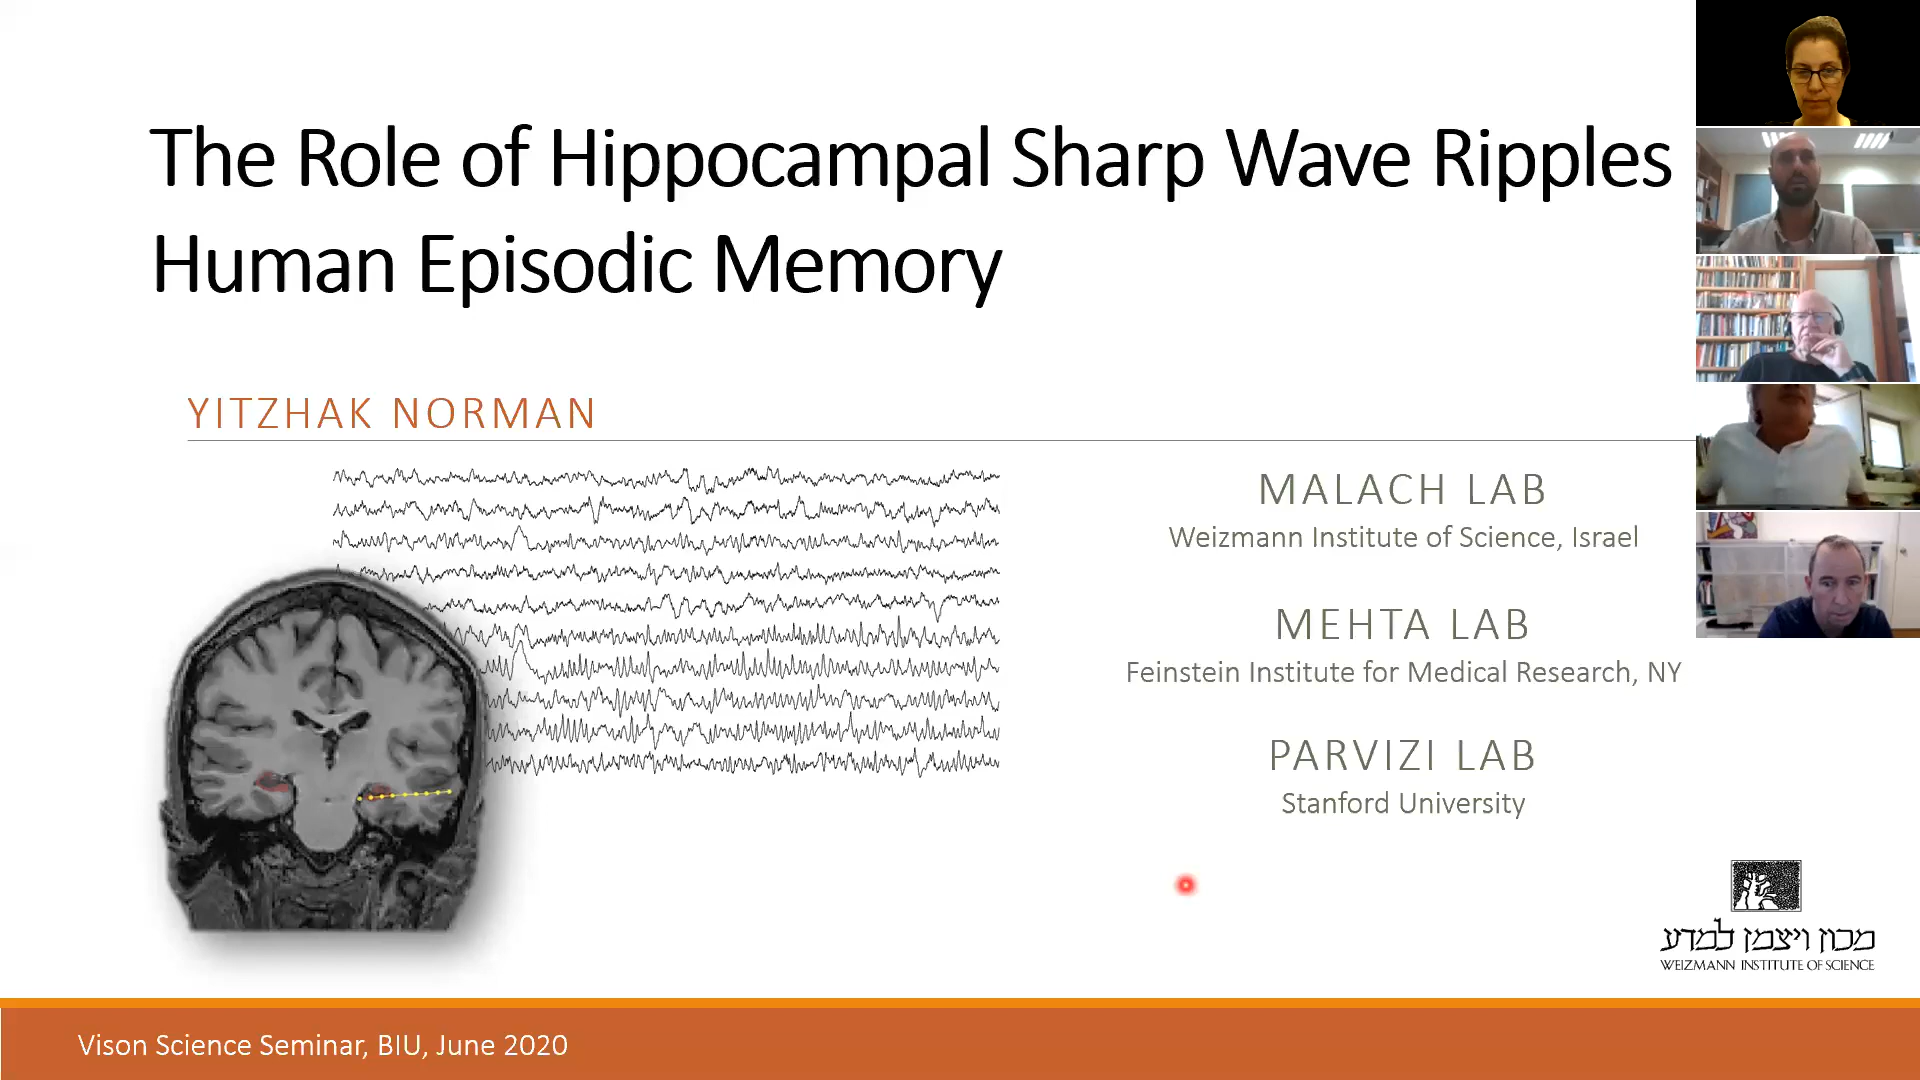 The Role of Hippocampal Sharp Wave Ripples
Human Episodic Memory
YITZHAK NORMAN
MALACH LAB
Weizmann Institute of Science, Israel
MEHTA LAB
Feinstein Institute for Medical Research, NY
PARVIZI LAB
Stanford University
מכון ויצמן למדע
WEIZMANN INSTITUTE OF SCIENCE
Vison Science Seminar, BIU, June 2020